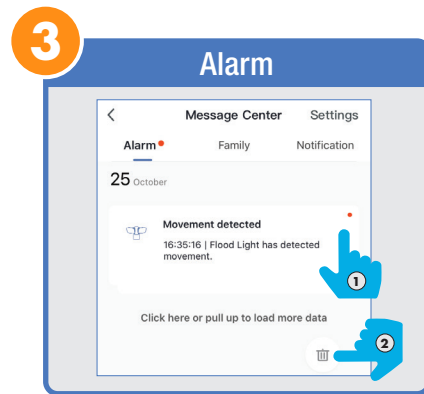 3
Alarm
Message Center Settings
Alarm Family Notification
25 October
Movement detected
16:35:16 | Flood Light has detected
movement.
1
Click here or pull up to load more data
2